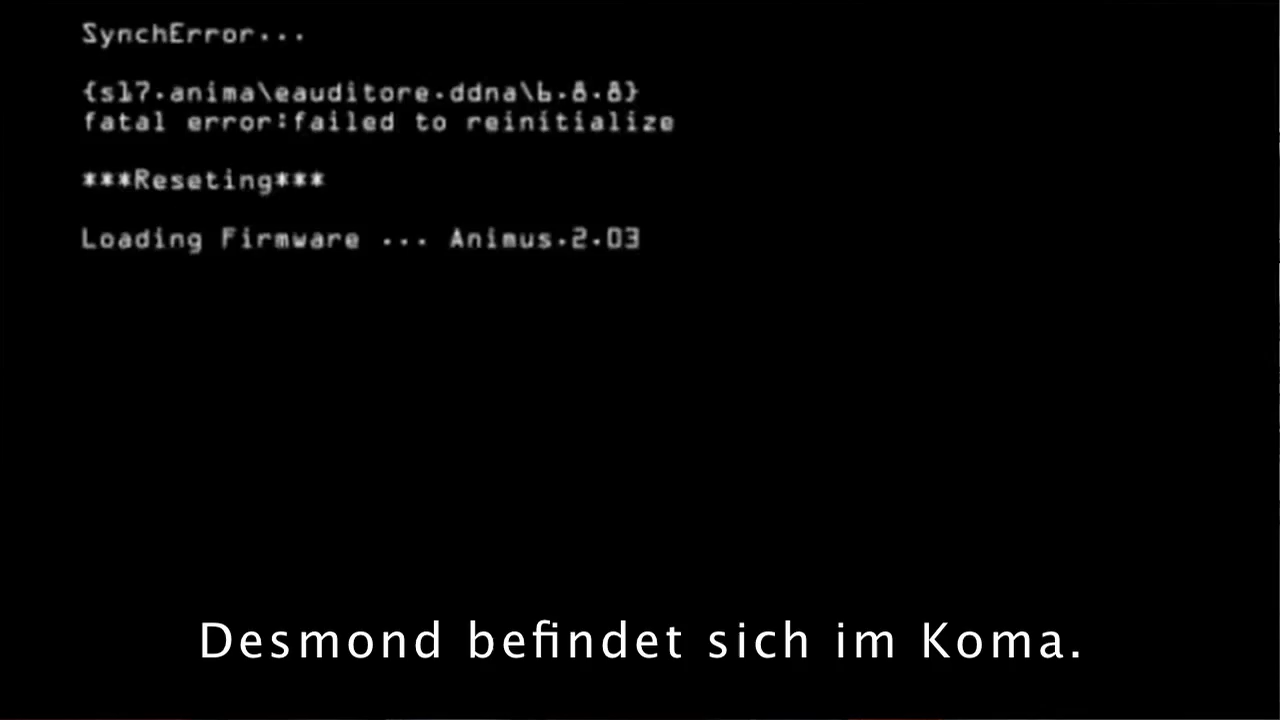 SynchError...
{s17.anima\eauditore.ddna\6.8.8}
fatal error:failed to reinitialize
***Reseting***
Loading Firmware ... Animus.2.03
Desmond befindet sich im Koma.